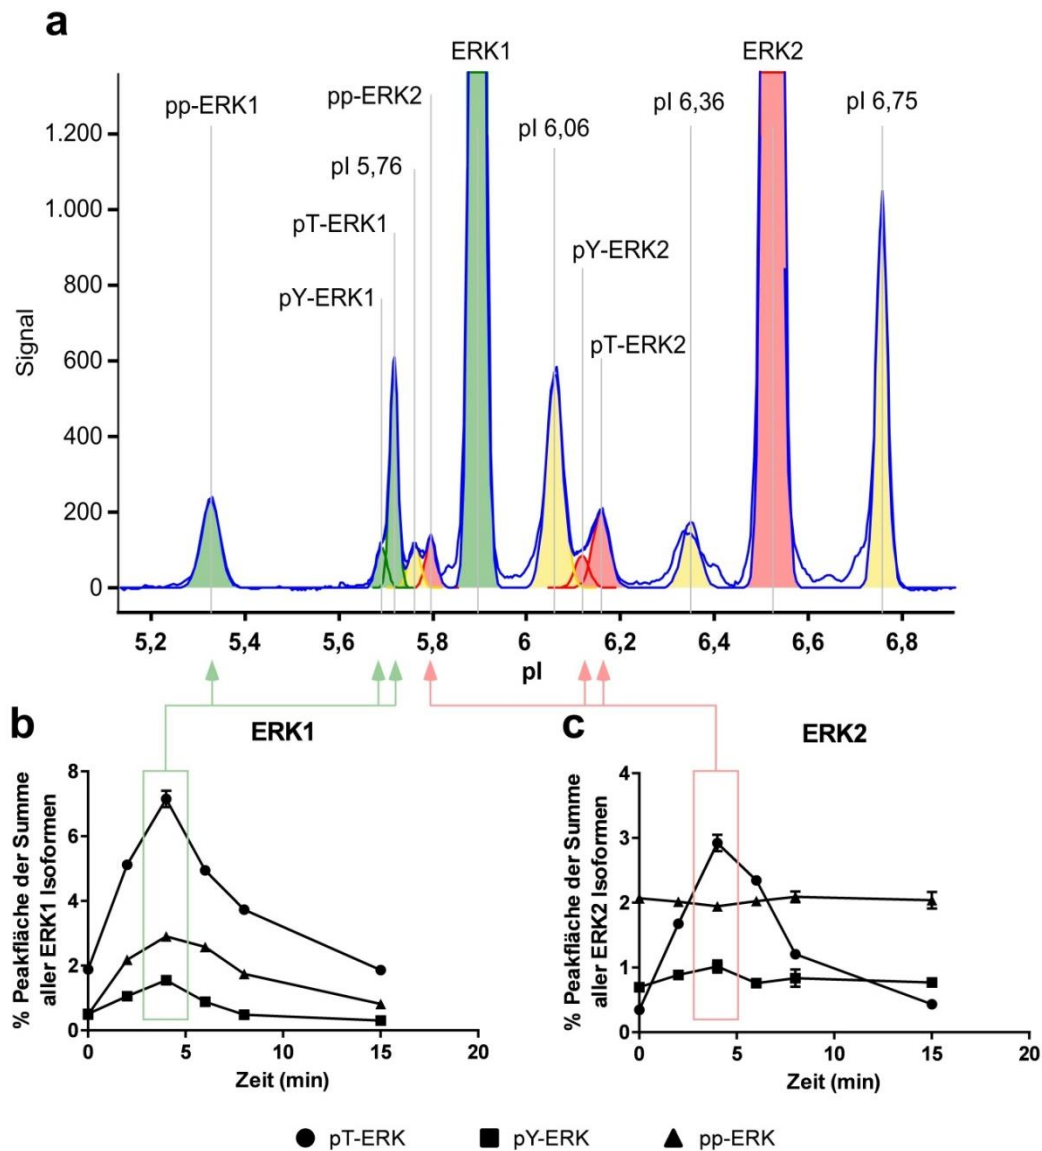 a
ERK1
ERK2
pp-ERK1
pp-ERK2
pI 5,76
pT-ERK1
pY-ERK1
pI 6,06
pY-ERK2
pT-ERK2
pI 6,36
pI 6,75
Signal
1.200
1.000
800
600
400
200
0
5,2 5,4 5,6 5,8 6 6,2 6,4 6,6 6,8
pI
b
ERK1
% Peakfläche der Summe
aller ERK1 Isoformen
8
6
4
2
0
0 5 10 15 20
Zeit (min)
c
ERK2
% Peakfläche der Summe
aller ERK2 Isoformen
4
3
2
1
0
0 5 10 15 20
Zeit (min)
pT-ERK pY-ERK pp-ERK